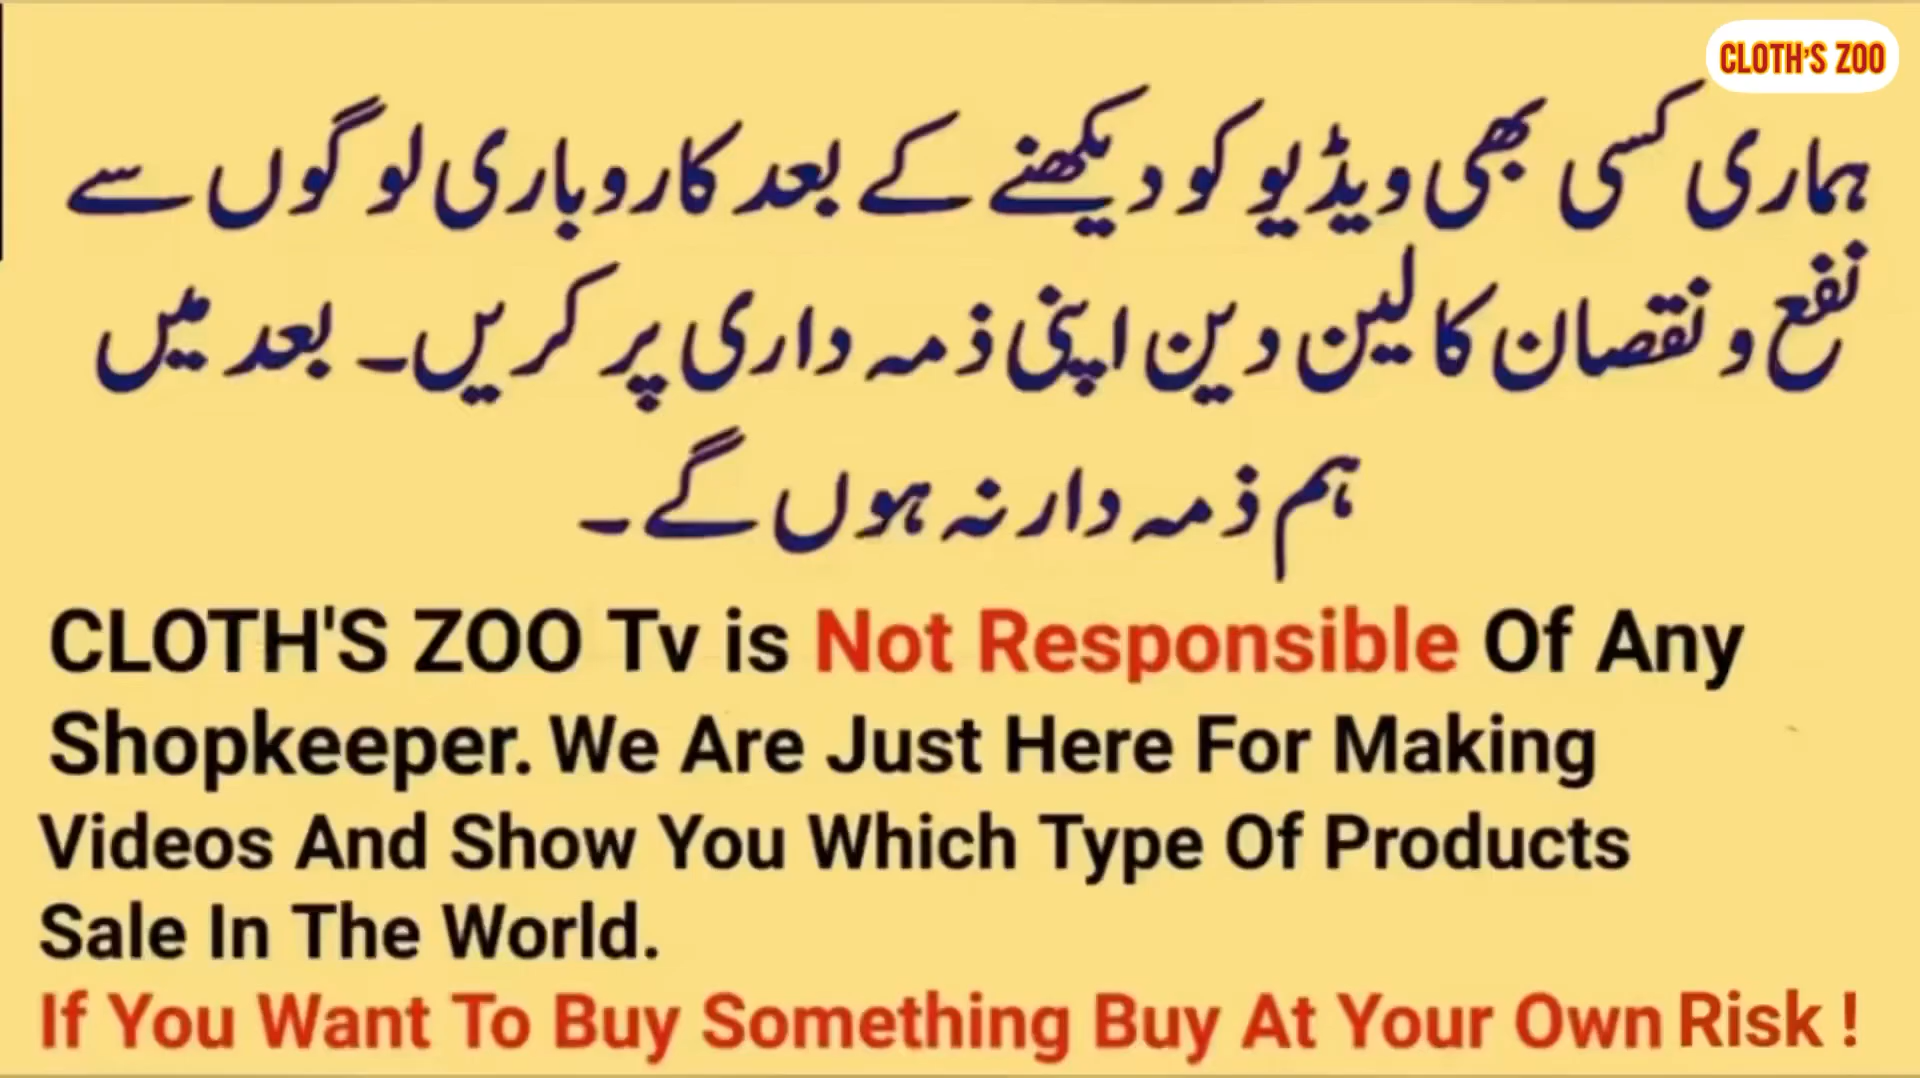 CLOTH'S ZOO
ہماری کسی بھی ویڈیو کو دیکھنے کے بعد کاروباری لوگوں سے
نفع و نقصان کا لین دین اپنی ذمہ داری پر کریں۔ بعد میں
ہم ذمہ دار نہ ہوں گے۔
CLOTH'S ZOO Tv is Not Responsible Of Any
Shopkeeper. We Are Just Here For Making
Videos And Show You Which Type Of Products
Sale In The World.
If You Want To Buy Something Buy At Your Own Risk !